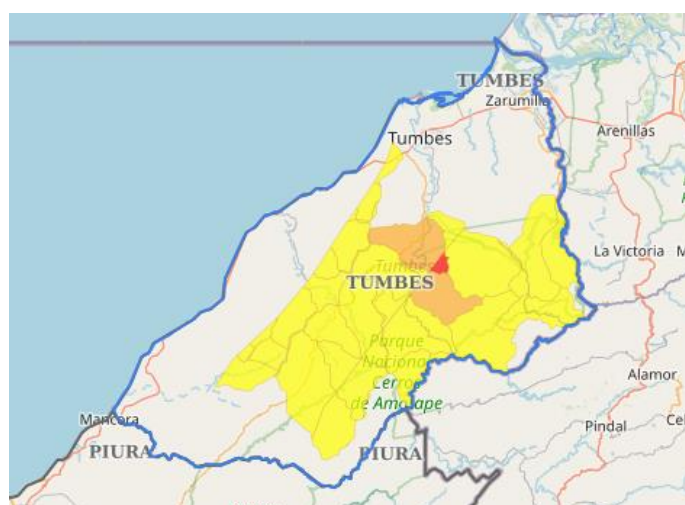 TUMBES
Zarumilla
Tumbes
Arenillas
La Victoria
Tumbes
TUMBES
Parque
Nacional
Cerros
de Amotape
Alamor
Mancora
Pindal
PIURA
PIURA